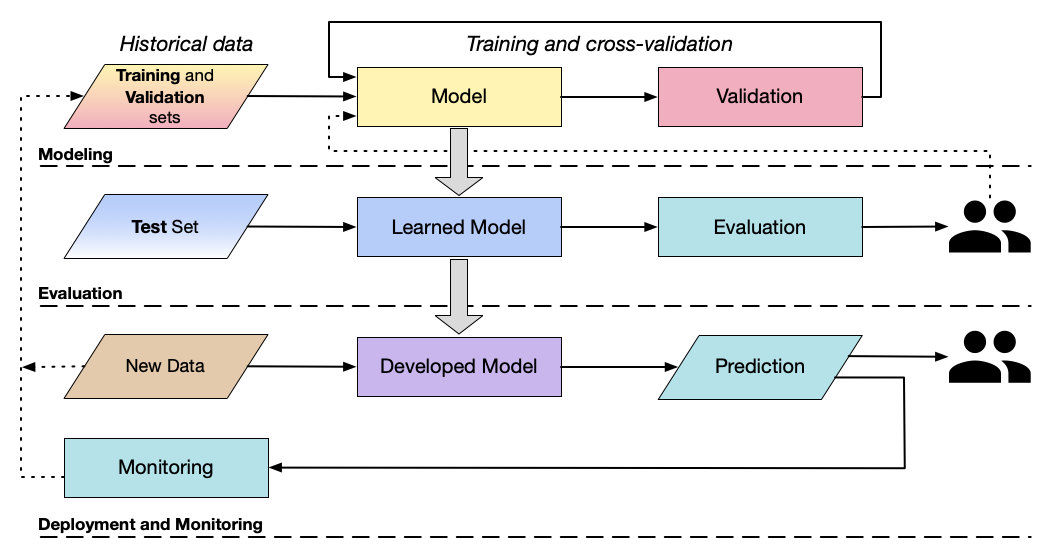 Historical data
Training and cross-validation
Training and
Validation
sets
Model
Validation
Modeling
Test Set
Learned Model
Evaluation
Evaluation
New Data
Developed Model
Prediction
Monitoring
Deployment and Monitoring